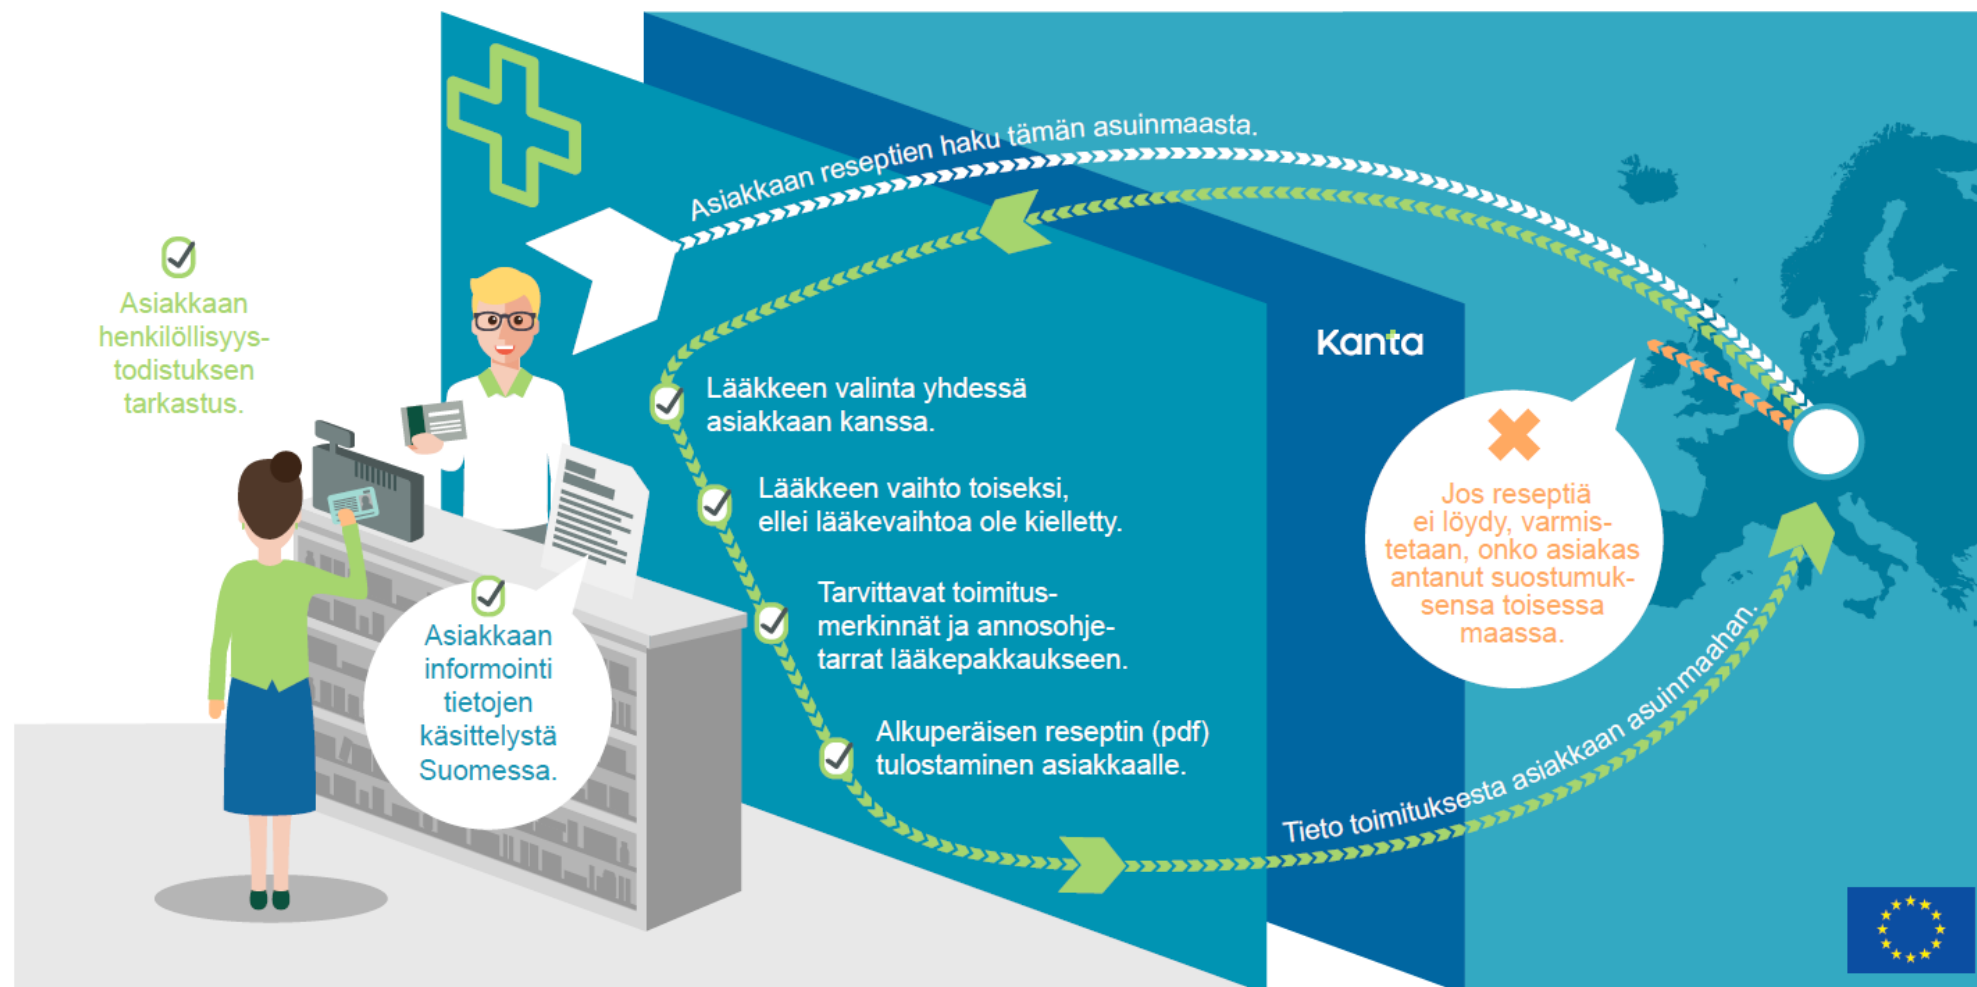 Asiakkaan
henkilöllisyys-
todistuksen
tarkastus.
Asiakkaan
informointi
tietojen
käsittelystä
Suomessa.
Asiakkaan reseptien haku tämän asuinmaasta.
Lääkkeen valinta yhdessä
asiakkaan kanssa.
Lääkkeen vaihto toiseksi,
ellei lääkevaihtoa ole kielletty.
Tarvittavat toimitus-
merkinnät ja annosohje-
tarrat lääkepakkaukseen.
Alkuperäisen reseptin (pdf)
tulostaminen asiakkaalle.
Kanta
Jos reseptiä
ei löydy, varmis-
tetaan, onko asiakas
antanut suostumuk-
sensa toisessa
maassa.
Tieto toimituksesta asiakkaan asuinmaahan.